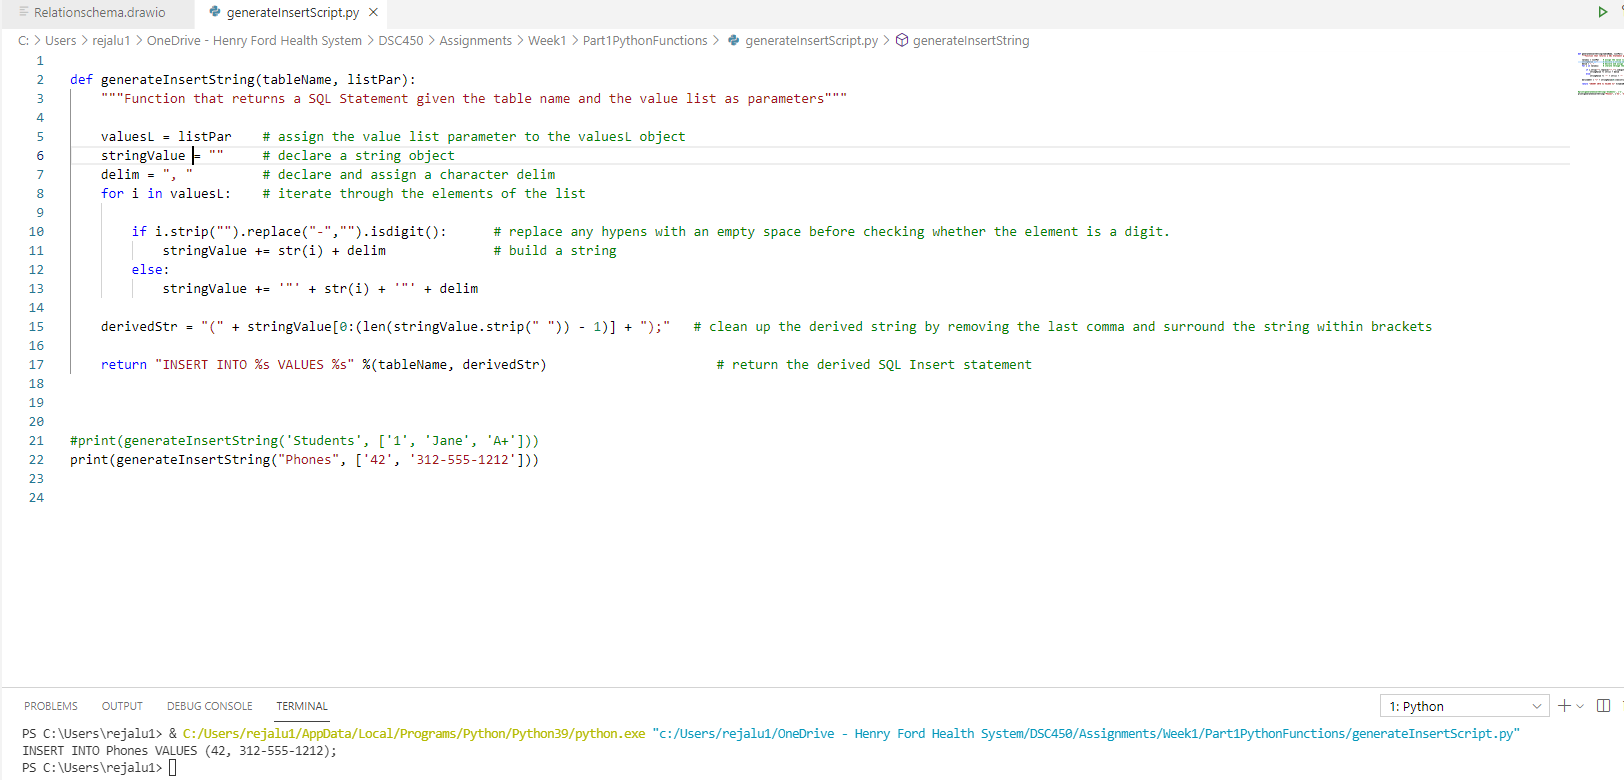 Relationschema.drawio generateInsertScript.py
C: > Users > rejalu1 > OneDrive - Henry Ford Health System > DSC450 > Assignments > Week1 > Part1PythonFunctions > generateInsertScript.py > generateInsertString
1
2 def generateInsertString(tableName, listPar):
3 """Function that returns a SQL Statement given the table name and the value list as parameters"""
4
5 valuesL = listPar # assign the value list parameter to the valuesL object
6 stringValue = "" # declare a string object
7 delim = ", " # declare and assign a character delim
8 for i in valuesL: # iterate through the elements of the list
9
10 if i.strip("").replace("-","").isdigit(): # replace any hypens with an empty space before checking whether the element is a digit.
11 stringValue += str(i) + delim # build a string
12 else:
13 stringValue += '"' + str(i) + '"' + delim
14
15 derivedStr = "(" + stringValue[0:(len(stringValue.strip(" ")) - 1)] + ");" # clean up the derived string by removing the last comma and surround the string within brackets
16
17 return "INSERT INTO %s VALUES %s" %(tableName, derivedStr) # return the derived SQL Insert statement
18
19
20
21 #print(generateInsertString('Students', ['1', 'Jane', 'A+']))
22 print(generateInsertString("Phones", ['42', '312-555-1212']))
23
24
PROBLEMS OUTPUT DEBUG CONSOLE TERMINAL 1: Python
PS C:\Users\rejalu1> & C:/Users/rejalu1/AppData/Local/Programs/Python/Python39/python.exe "c:/Users/rejalu1/OneDrive - Henry Ford Health System/DSC450/Assignments/Week1/Part1PythonFunctions/generateInsertScript.py"
INSERT INTO Phones VALUES (42, 312-555-1212);
PS C:\Users\rejalu1>